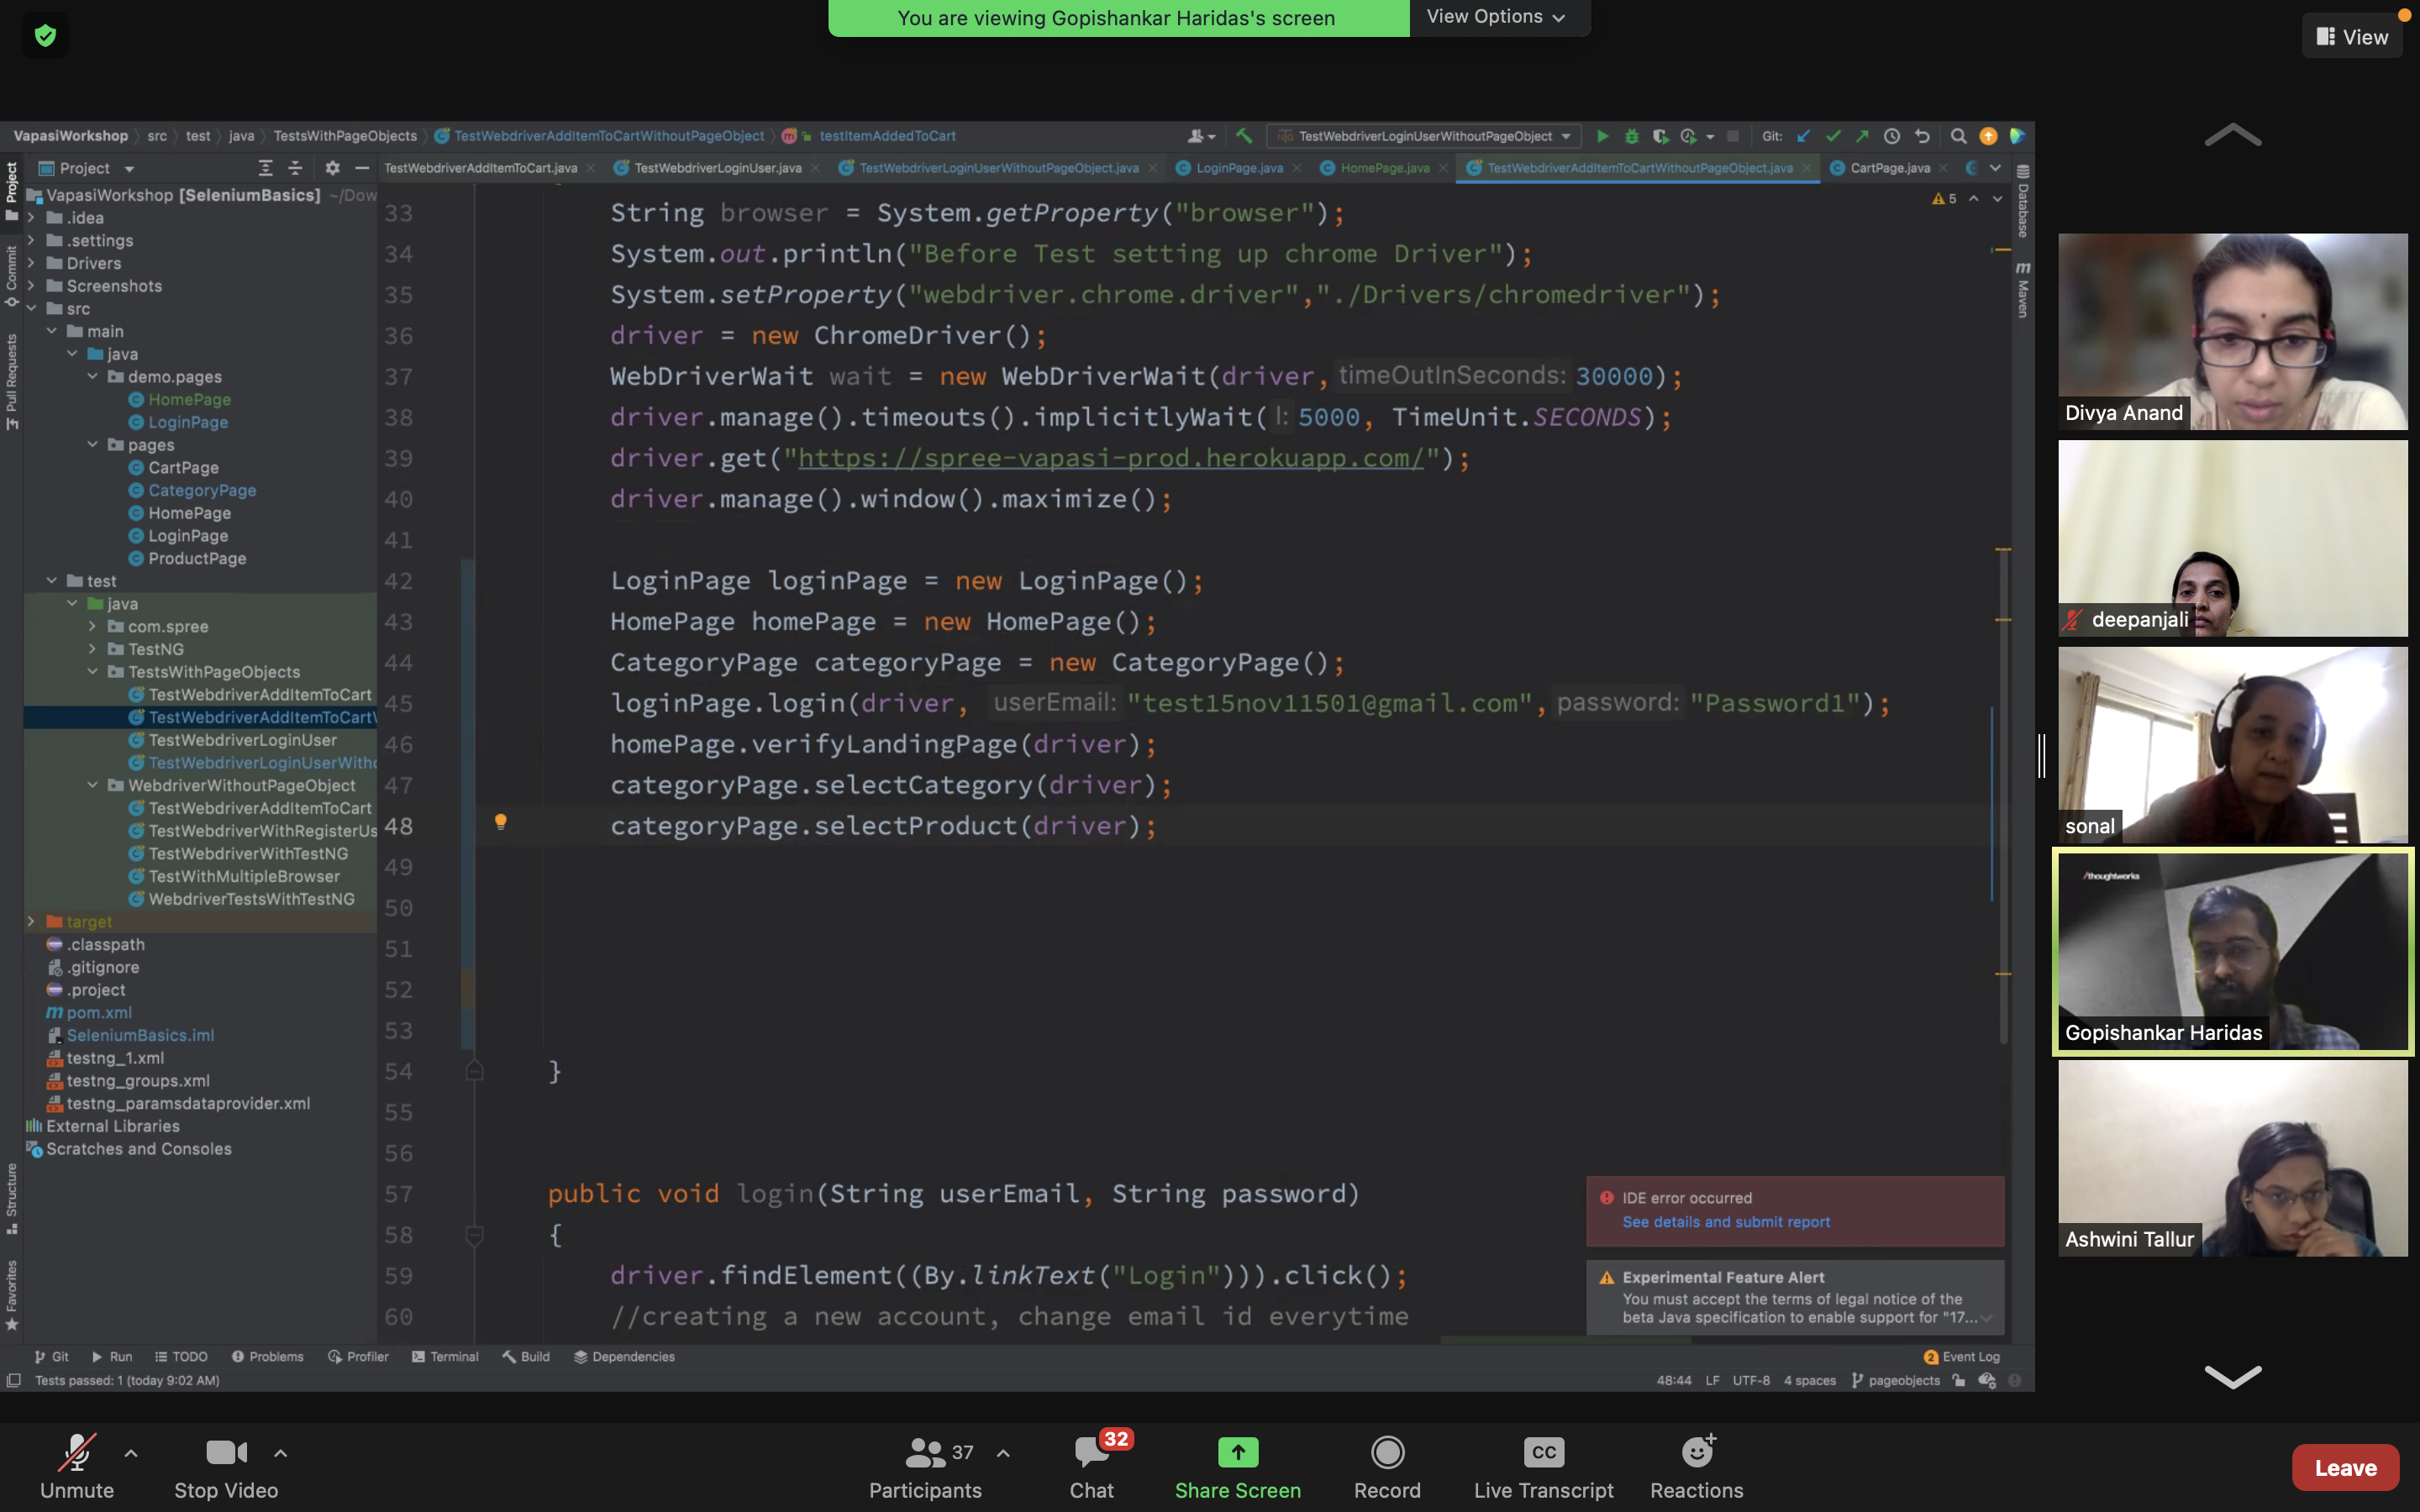 You are viewing Gopishankar Haridas's screen
View Options
View
VapasiWorkshop src test java TestsWithPageObjects TestWebdriverAddItemToCartWithoutPageObject testItemAddedToCart
TestWebdriverLoginUserWithoutPageObject
Git:
Project
TestWebdriverAddItemToCart.java
TestWebdriverLoginUser.java
TestWebdriverLoginUserWithoutPageObject.java
LoginPage.java
HomePage.java
TestWebdriverAddItemToCartWithoutPageObject.java
CartPage.java
Project
Commit
Pull Requests
Structure
Favorites
VapasiWorkshop [SeleniumBasics] ~/Dow
.idea
.settings
Drivers
Screenshots
src
main
java
demo.pages
HomePage
LoginPage
pages
CartPage
CategoryPage
HomePage
LoginPage
ProductPage
test
java
com.spree
TestNG
TestsWithPageObjects
TestWebdriverAddItemToCart
TestWebdriverAddItemToCartV
TestWebdriverLoginUser
TestWebdriverLoginUserWitho
WebdriverWithoutPageObject
TestWebdriverAddItemToCart
TestWebdriverWithRegisterUs
TestWebdriverWithTestNG
TestWithMultipleBrowser
WebdriverTestsWithTestNG
target
.classpath
.gitignore
.project
pom.xml
SeleniumBasics.iml
testng_1.xml
testng_groups.xml
testng_paramsdataprovider.xml
External Libraries
Scratches and Consoles
33 String browser = System.getProperty("browser");
34 System.out.println("Before Test setting up chrome Driver");
35 System.setProperty("webdriver.chrome.driver","./Drivers/chromedriver");
36 driver = new ChromeDriver();
37 WebDriverWait wait = new WebDriverWait(driver, timeOutInSeconds: 30000);
38 driver.manage().timeouts().implicitlyWait( l: 5000, TimeUnit.SECONDS);
39 driver.get("https://spree-vapasi-prod.herokuapp.com/");
40 driver.manage().window().maximize();
41
42 LoginPage loginPage = new LoginPage();
43 HomePage homePage = new HomePage();
44 CategoryPage categoryPage = new CategoryPage();
45 loginPage.login(driver, userEmail: "test15nov11501@gmail.com", password: "Password1");
46 homePage.verifyLandingPage(driver);
47 categoryPage.selectCategory(driver);
48 categoryPage.selectProduct(driver);
49
50
51
52
53
54 }
55
56
57 public void login(String userEmail, String password)
58 {
59 driver.findElement((By.linkText("Login"))).click();
60 //creating a new account, change email id everytime
5
Database
m Maven
IDE error occurred
See details and submit report
Experimental Feature Alert
You must accept the terms of legal notice of the
beta Java specification to enable support for "17...
Git Run TODO Problems Profiler Terminal Build Dependencies
2 Event Log
Tests passed: 1 (today 9:02 AM)
48:44 LF UTF-8 4 spaces pageobjects
Divya Anand
deepanjali
sonal
/thoughtworks
Gopishankar Haridas
Ashwini Tallur
Unmute
Stop Video
37
Participants
32
Chat
Share Screen
Record
CC
Live Transcript
Reactions
Leave